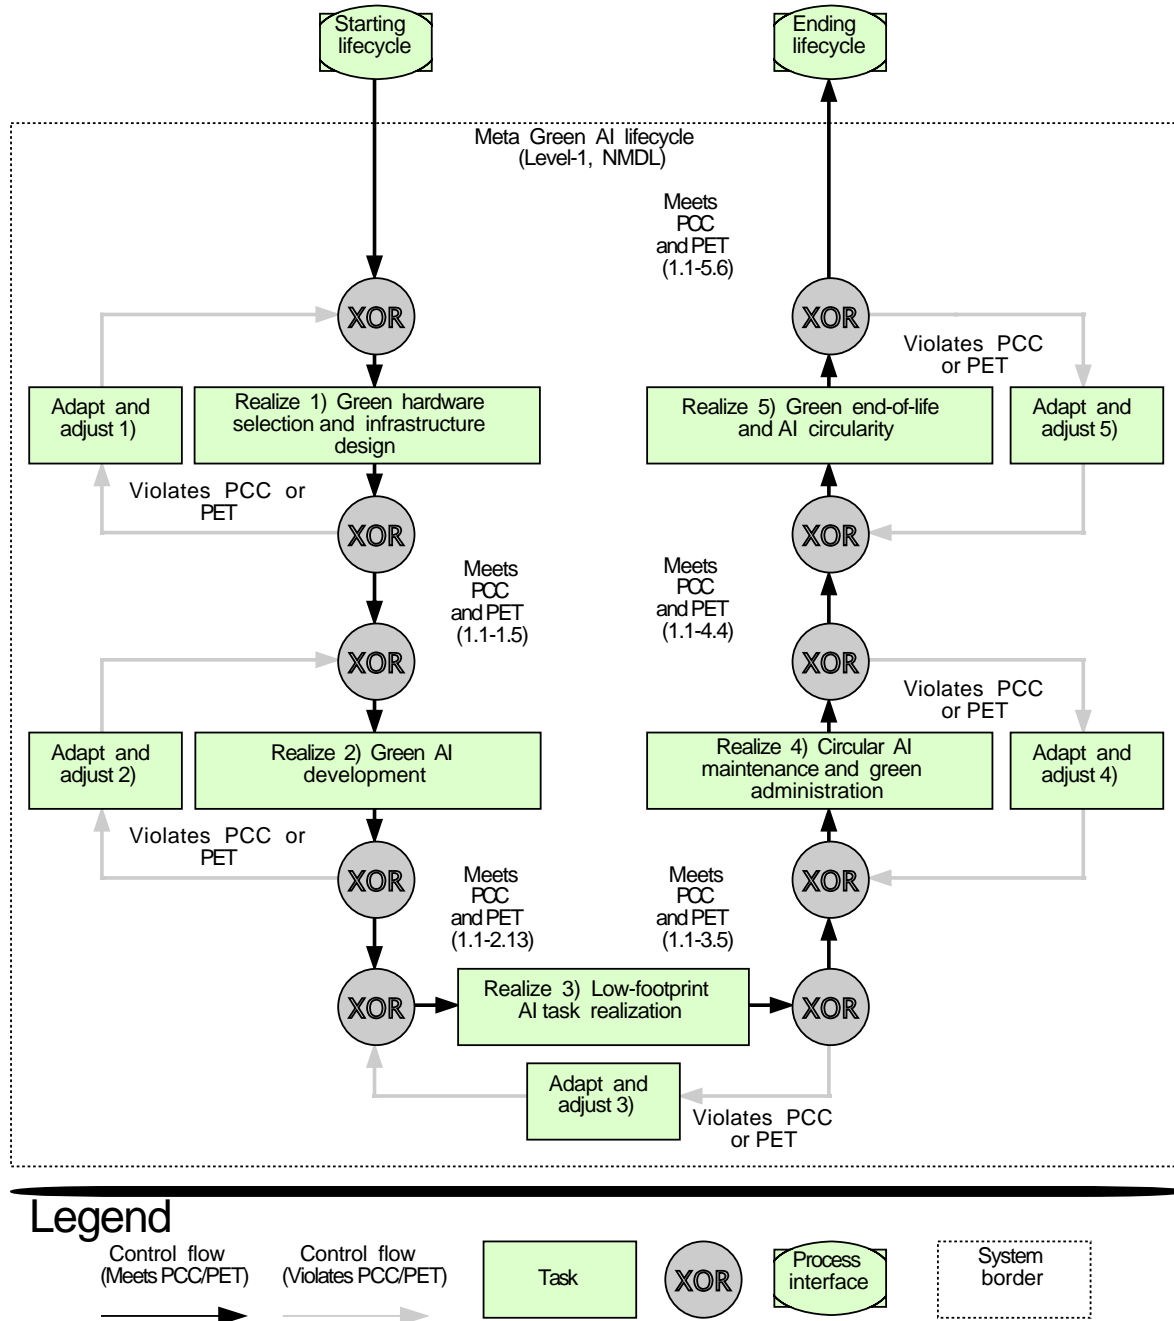 Starting
lifecycle
Ending
lifecycle
Meta Green AI lifecycle
(Level-1, NMDL)
Meets
PCC
and PET
(1.1-5.6)
XOR
XOR
Violates PCC
or PET
Adapt and
adjust 1)
Realize 1) Green hardware
selection and infrastructure
design
Realize 5) Green end-of-life
and AI circularity
Adapt and
adjust 5)
Violates PCC or
PET
XOR
XOR
Meets
PCC
and PET
(1.1-1.5)
Meets
PCC
and PET
(1.1-4.4)
XOR
XOR
Violates PCC
or PET
Adapt and
adjust 2)
Realize 2) Green AI
development
Realize 4) Circular AI
maintenance and green
administration
Adapt and
adjust 4)
Violates PCC or
PET
XOR
XOR
Meets
PCC
and PET
(1.1-2.13)
Meets
PCC
and PET
(1.1-3.5)
XOR
Realize 3) Low-footprint
AI task realization
XOR
Adapt and
adjust 3)
Violates PCC
or PET
Legend
Control flow
(Meets PCC/PET)
Control flow
(Violates PCC/PET)
Task
XOR
Process
interface
System
border